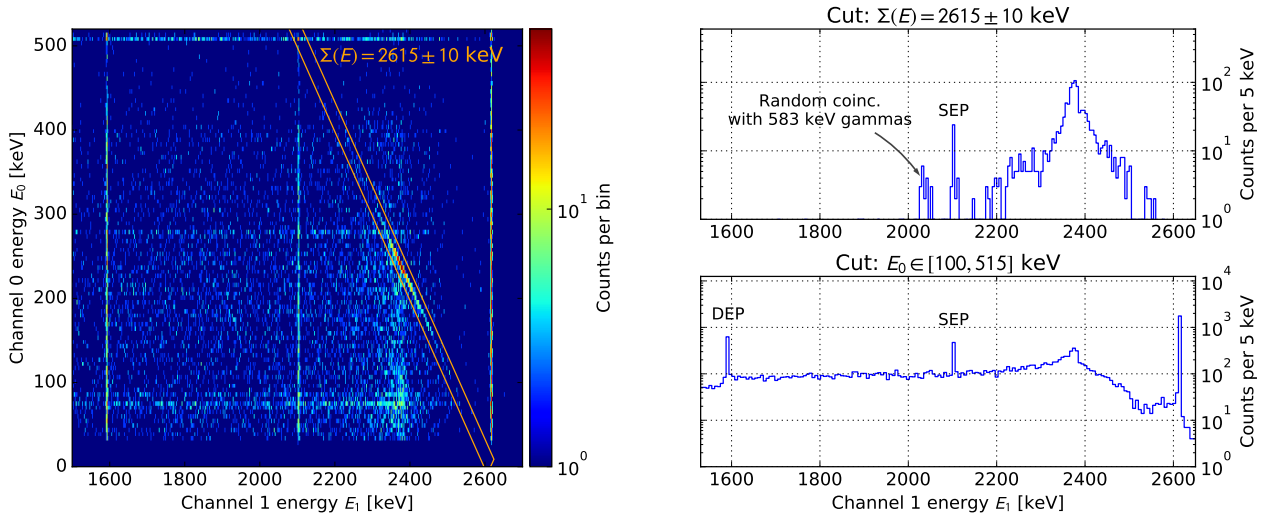 Σ(E)=2615±10 keV
500
400
300
200
100
0
Channel 0 energy E₀ [keV]
1600
1800
2000
2200
2400
2600
Channel 1 energy E₁ [keV]
10¹
10⁰
Counts per bin
Cut: Σ(E)=2615±10 keV
Random coinc.
with 583 keV gammas
SEP
10²
10¹
10⁰
Counts per 5 keV
1600
1800
2000
2200
2400
2600
Cut: E₀∈[100,515] keV
DEP
SEP
10⁴
10³
10²
10¹
10⁰
Counts per 5 keV
1600
1800
2000
2200
2400
2600
Channel 1 energy E₁ [keV]